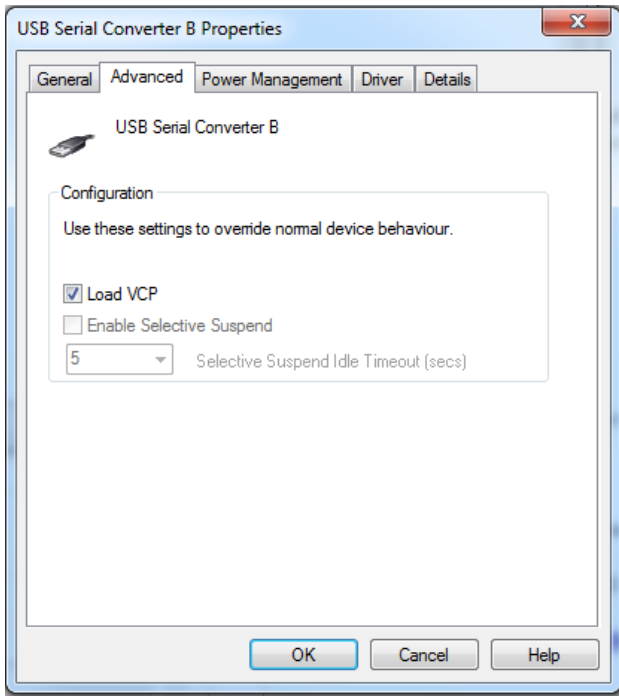 USB Serial Converter B Properties
General Advanced Power Management Driver Details
USB Serial Converter B
Configuration
Use these settings to override normal device behaviour.
Load VCP
Enable Selective Suspend
5 Selective Suspend Idle Timeout (secs)
OK Cancel Help